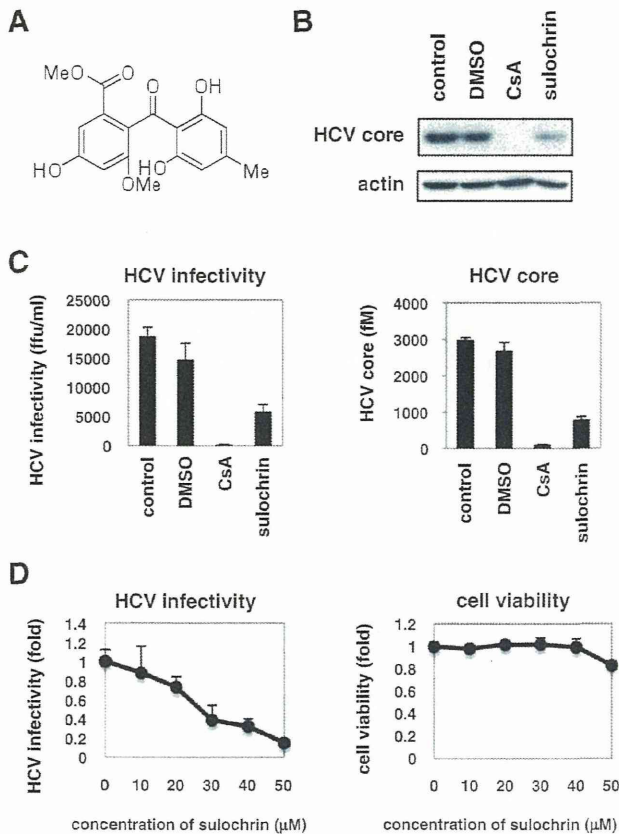 A
MeO
O
O
OH
HO
HO
OMe
Me
B
control
DMSO
CsA
sulochrin
HCV core
actin
C
HCV infectivity
HCV infectivity (ffu/ml)
25000
20000
15000
10000
5000
0
control
DMSO
CsA
sulochrin
HCV core
HCV core (fM)
4000
3000
2000
1000
0
control
DMSO
CsA
sulochrin
D
HCV infectivity
HCV infectivity (fold)
1.4
1.2
1
0.8
0.6
0.4
0.2
0
0 10 20 30 40 50
concentration of sulochrin (μM)
cell viability
cell viability (fold)
1.2
1
0.8
0.6
0.4
0.2
0
0 10 20 30 40 50
concentration of sulochrin (μM)